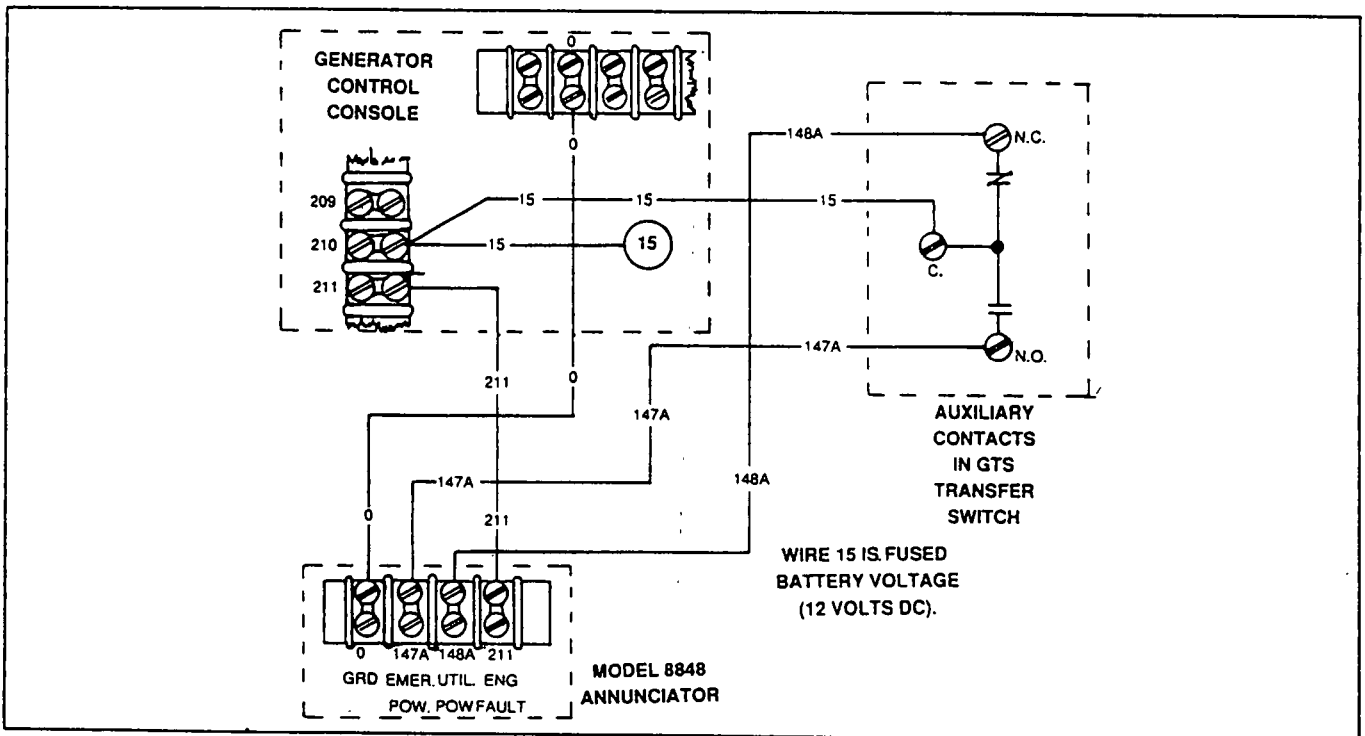 0
GENERATOR
CONTROL
CONSOLE
148A
N.C.
0
209
15
15
15
210
15
15
C.
211
147A
N.O.
211
0
147A
AUXILIARY
CONTACTS
IN GTS
TRANSFER
SWITCH
147A
148A
0
211
WIRE 15 IS FUSED
BATTERY VOLTAGE
(12 VOLTS DC).
0 147A 148A 211
GRD EMER. UTIL. ENG
POW. POW FAULT
MODEL 8848
ANNUNCIATOR